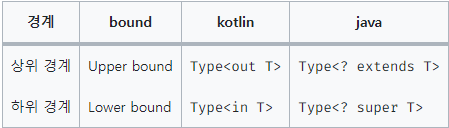 경계 bound kotlin java
상위 경계 Upper bound Type<out T> Type<? extends T>
하위 경계 Lower bound Type<in T> Type<? super T>